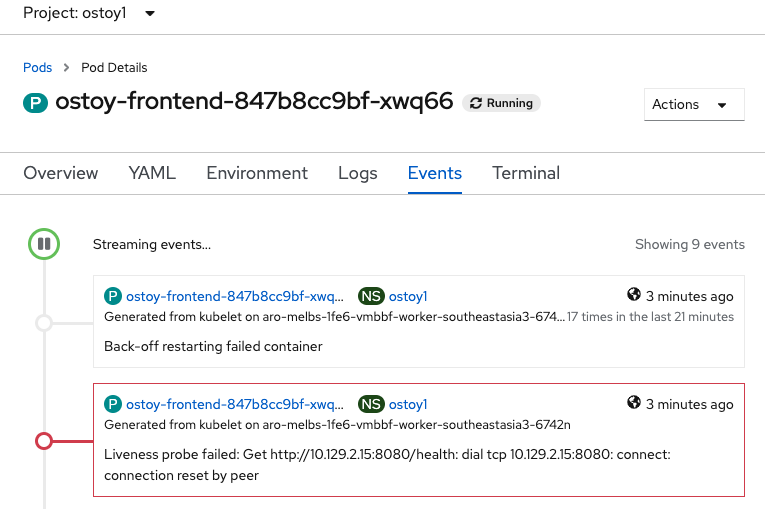 Project: ostoy1
Pods > Pod Details
P ostoy-frontend-847b8cc9bf-xwq66 Running
Actions
Overview YAML Environment Logs Events Terminal
Streaming events... Showing 9 events
P ostoy-frontend-847b8cc9bf-xwq... NS ostoy1 3 minutes ago
Generated from kubelet on aro-melbs-1fe6-vmbbf-worker-southeastasia3-674... 17 times in the last 21 minutes
Back-off restarting failed container
P ostoy-frontend-847b8cc9bf-xwq... NS ostoy1 3 minutes ago
Generated from kubelet on aro-melbs-1fe6-vmbbf-worker-southeastasia3-6742n
Liveness probe failed: Get http://10.129.2.15:8080/health: dial tcp 10.129.2.15:8080: connect:
connection reset by peer